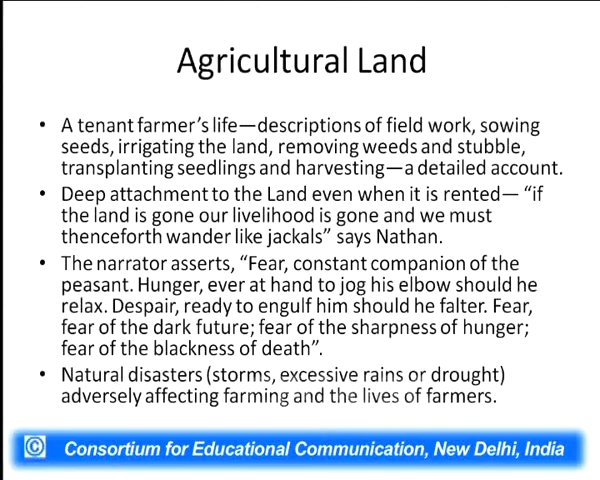 Agricultural Land
• A tenant farmer's life—descriptions of field work, sowing
seeds, irrigating the land, removing weeds and stubble,
transplanting seedlings and harvesting—a detailed account.
• Deep attachment to the Land even when it is rented— “if
the land is gone our livelihood is gone and we must
thenceforth wander like jackals” says Nathan.
• The narrator asserts, “Fear, constant companion of the
peasant. Hunger, ever at hand to jog his elbow should he
relax. Despair, ready to engulf him should he falter. Fear,
fear of the dark future; fear of the sharpness of hunger;
fear of the blackness of death”.
• Natural disasters (storms, excessive rains or drought)
adversely affecting farming and the lives of farmers.
© Consortium for Educational Communication, New Delhi, India